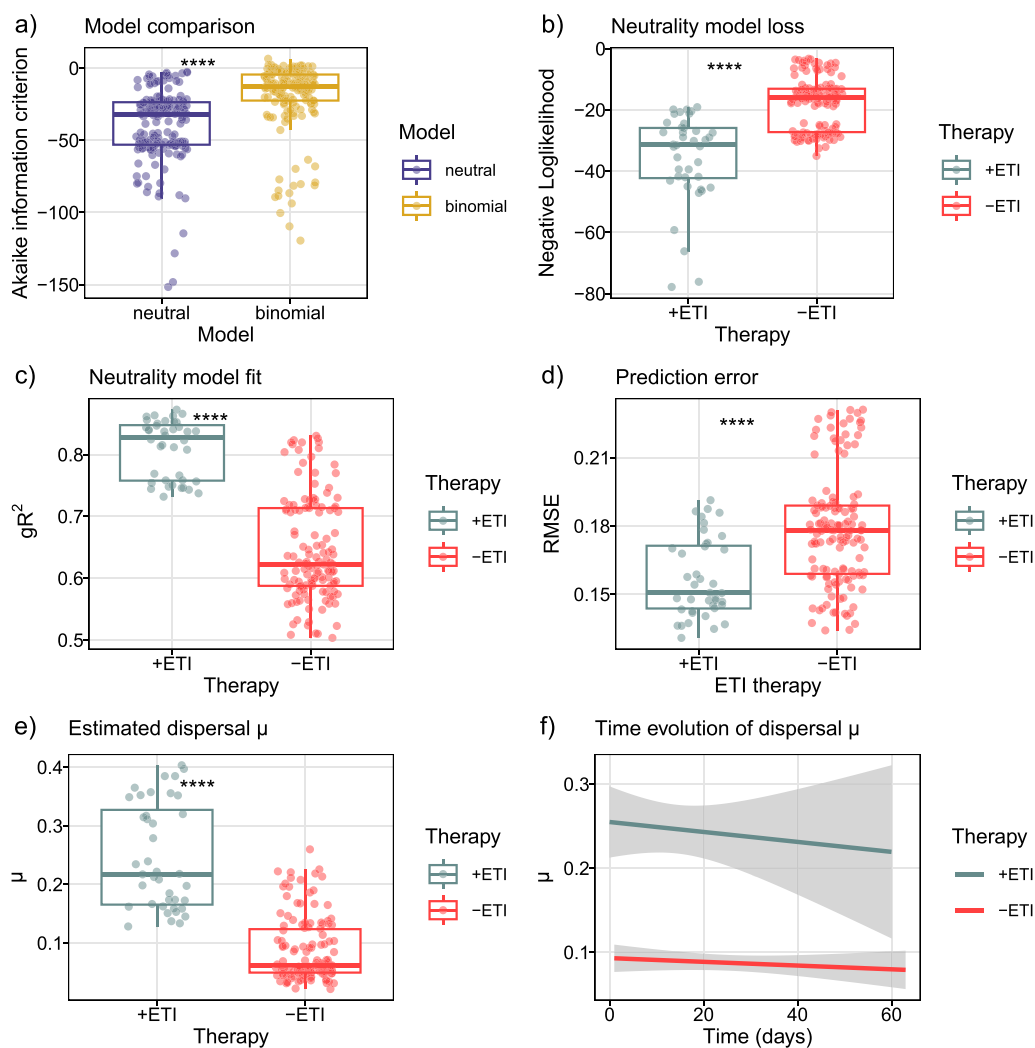 a) Model comparison
Akaike information criterion
0
−50
−100
−150
****
neutral
binomial
Model
Model
neutral
binomial
b) Neutrality model loss
Negative Loglikelihood
0
−20
−40
−60
−80
****
+ETI
−ETI
Therapy
Therapy
+ETI
−ETI
c) Neutrality model fit
gR²
0.8
0.7
0.6
0.5
****
+ETI
−ETI
Therapy
Therapy
+ETI
−ETI
d) Prediction error
RMSE
0.21
0.18
0.15
****
+ETI
−ETI
ETI therapy
Therapy
+ETI
−ETI
e) Estimated dispersal μ
μ
0.4
0.3
0.2
0.1
****
+ETI
−ETI
Therapy
Therapy
+ETI
−ETI
f) Time evolution of dispersal μ
μ
0.3
0.2
0.1
0
20
40
60
Time (days)
Therapy
+ETI
−ETI